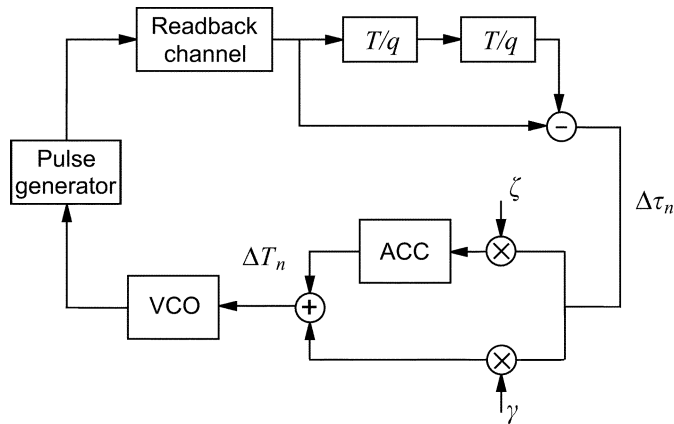 Readback
channel
T/q
T/q
-
Pulse
generator
ζ
Δτn
ACC
×
ΔTn
VCO
+
×
γ